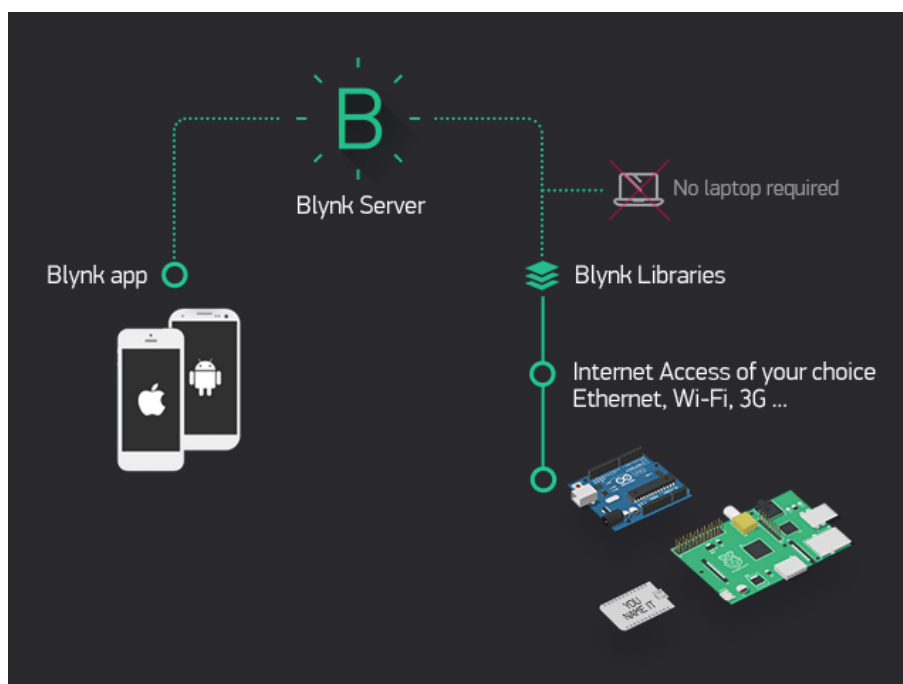 B
Blynk Server
No laptop required
Blynk app
Blynk Libraries
Internet Access of your choice
Ethernet, Wi-Fi, 3G ...
YOU
NAME IT